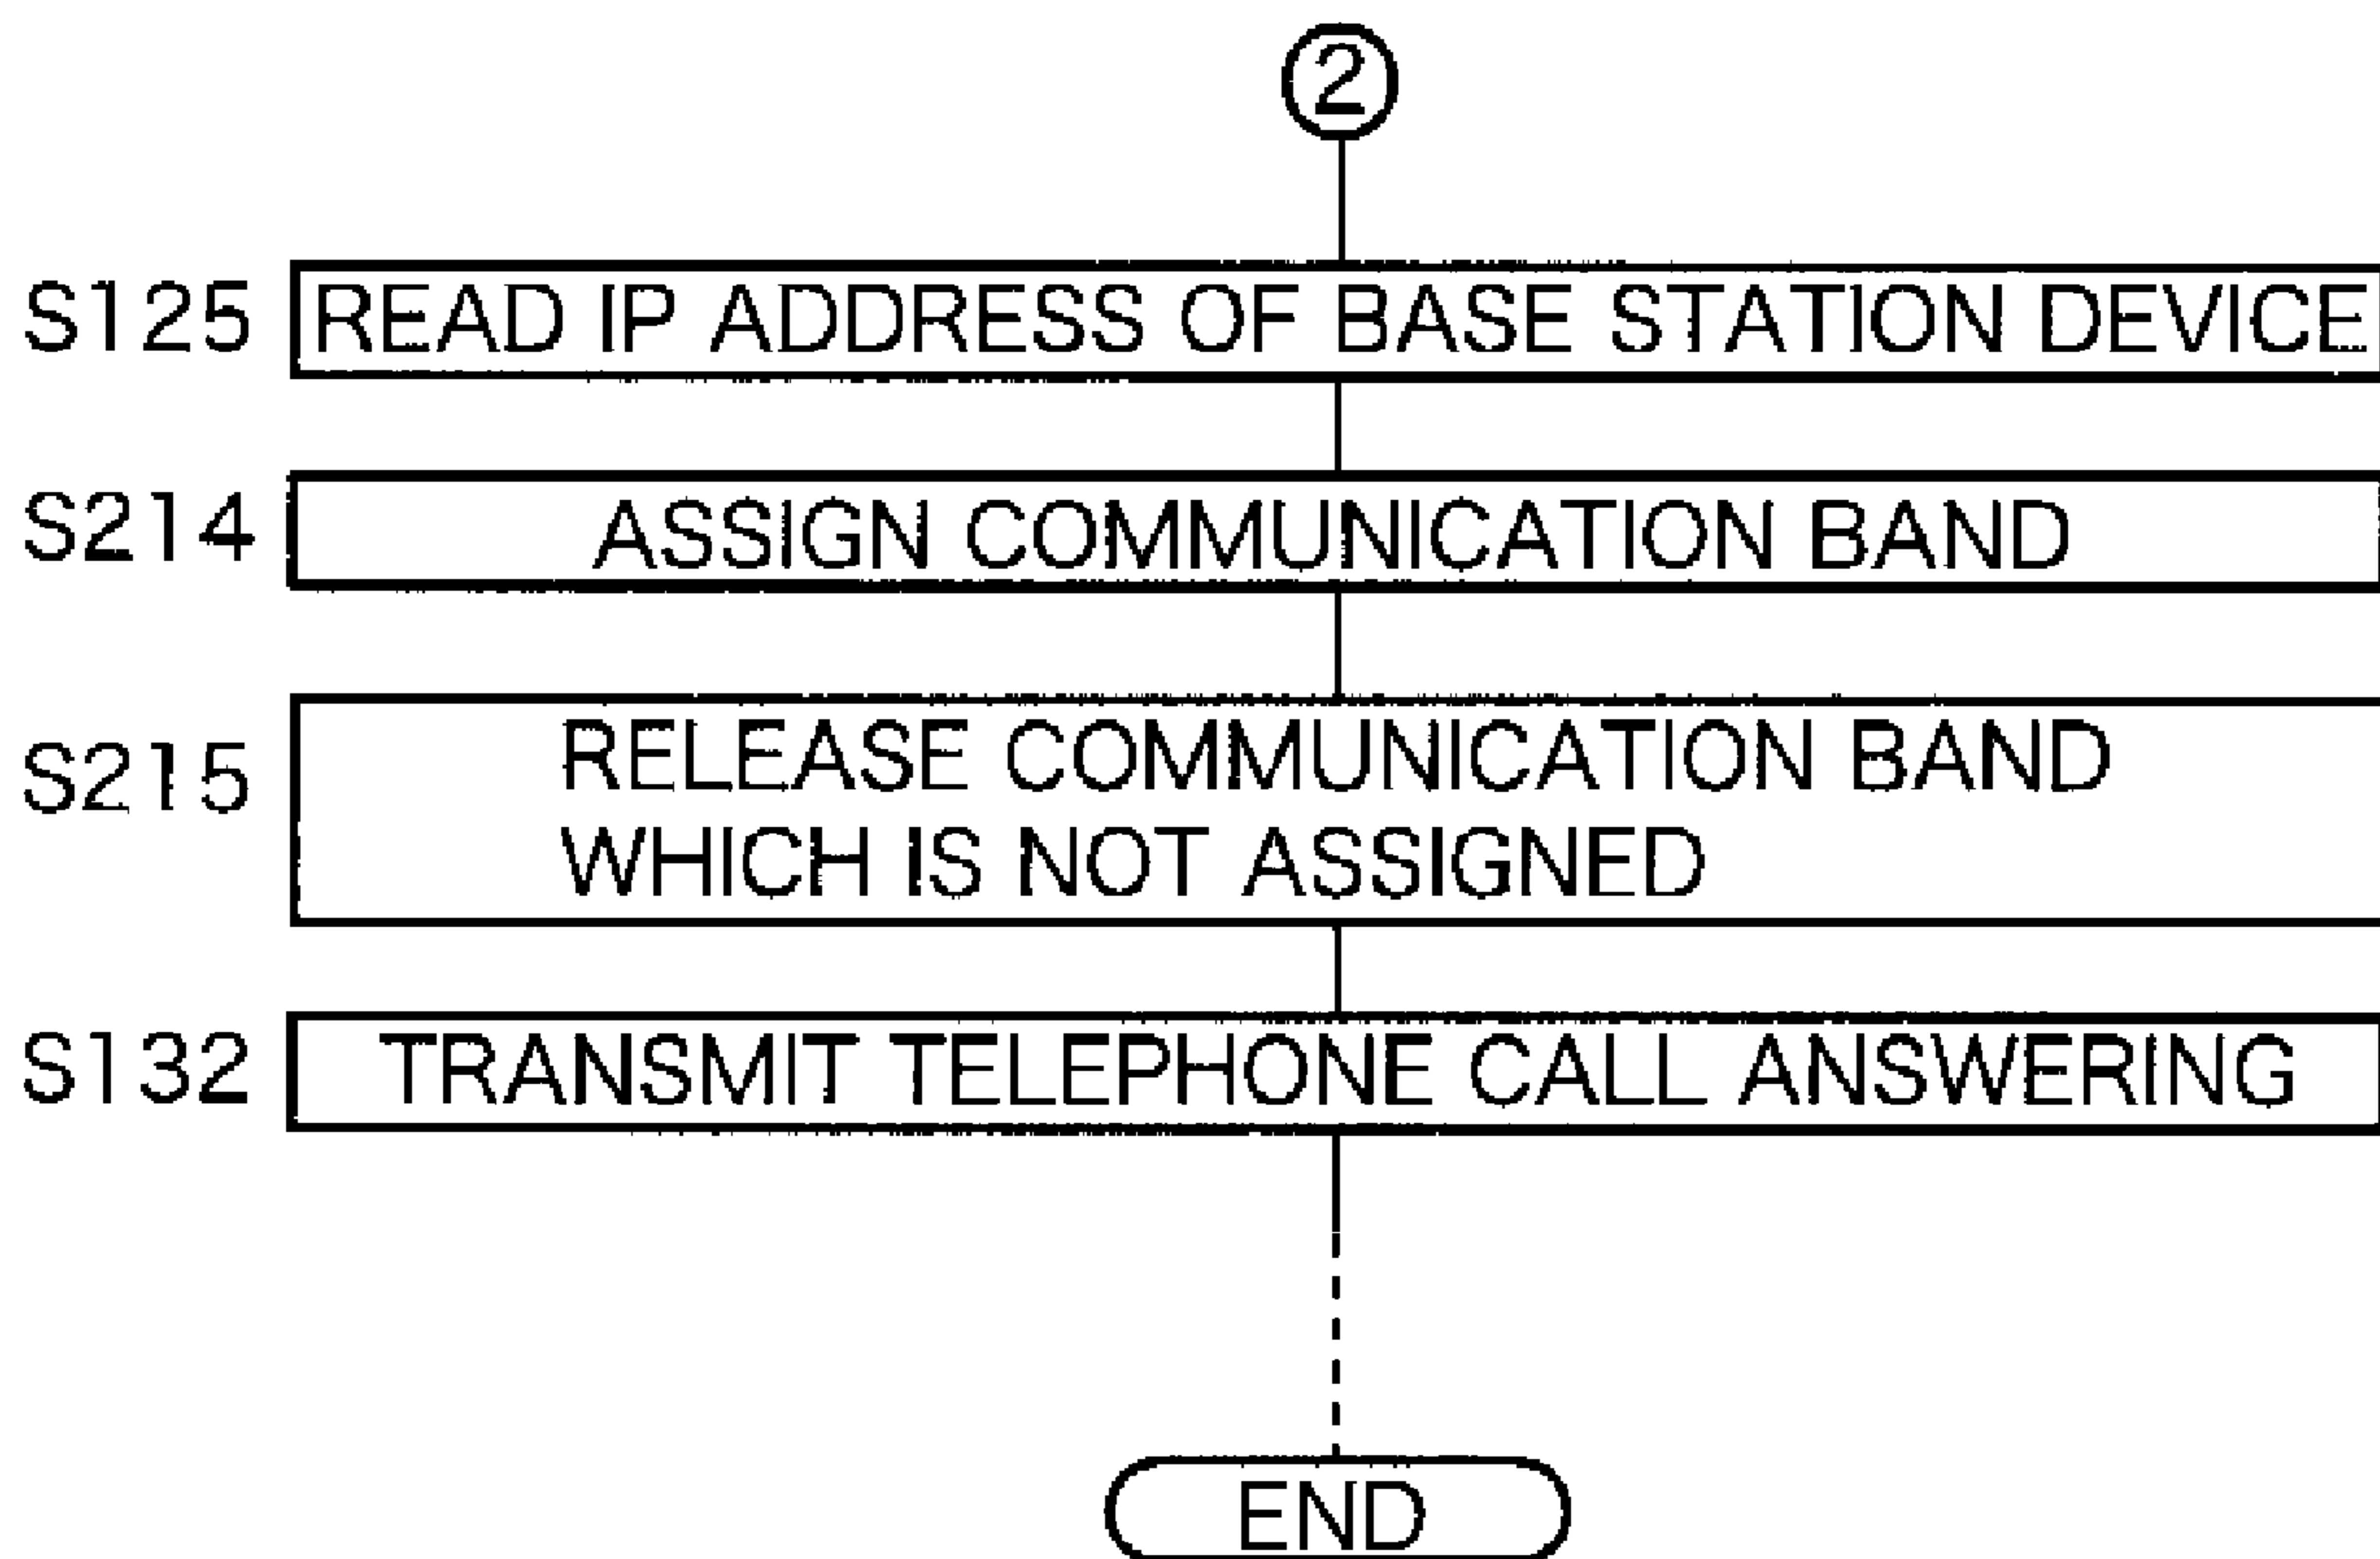 2
S125 READ IP ADDRESS OF BASE STATION DEVICE
S214 ASSIGN COMMUNICATION BAND
S215 RELEASE COMMUNICATION BAND
WHICH IS NOT ASSIGNED
S132 TRANSMIT TELEPHONE CALL ANSWERING
END